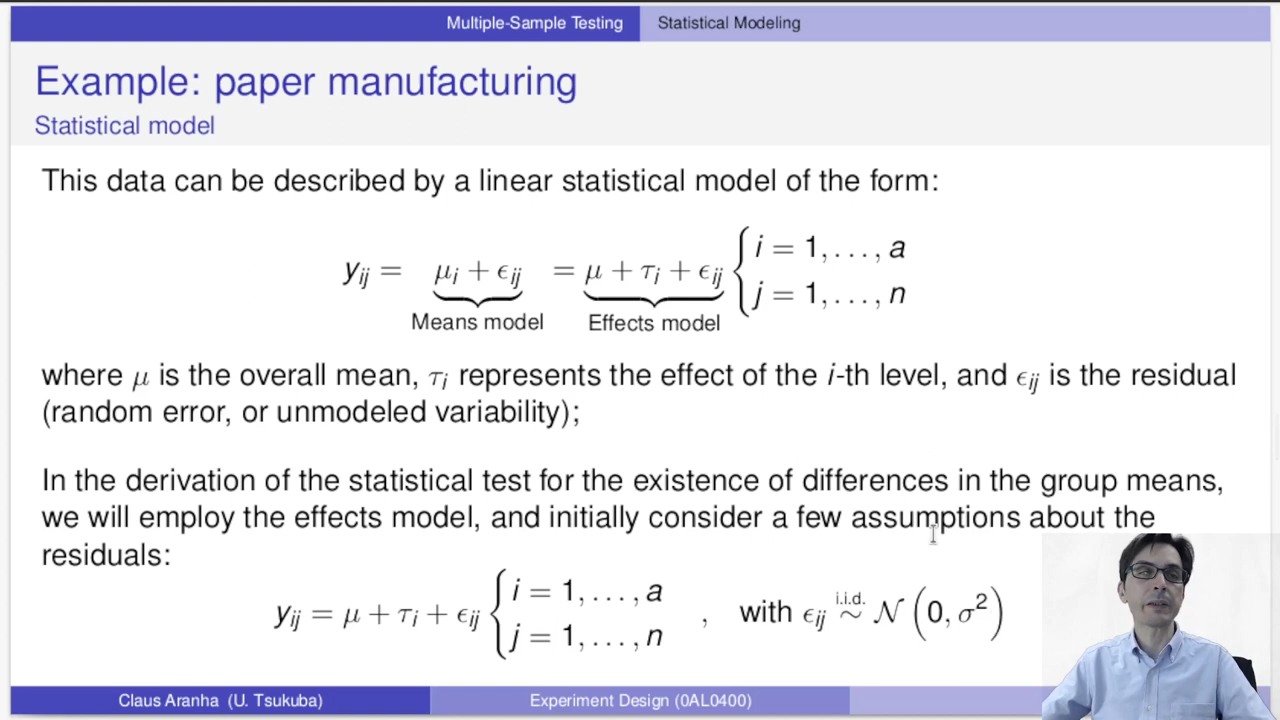 Multiple-Sample Testing Statistical Modeling
Example: paper manufacturing
Statistical model
This data can be described by a linear statistical model of the form:
y_ij = μ_i + ϵ_ij = μ + τ_i + ϵ_ij { i = 1, . . . , a
j = 1, . . . , n
Means model Effects model
where μ is the overall mean, τ_i represents the effect of the i-th level, and ϵ_ij is the residual
(random error, or unmodeled variability);
In the derivation of the statistical test for the existence of differences in the group means,
we will employ the effects model, and initially consider a few assumptions about the
residuals:
y_ij = μ + τ_i + ϵ_ij { i = 1, . . . , a
j = 1, . . . , n
, with ϵ_ij i.i.d. ∼ N (0, σ²)
Claus Aranha (U. Tsukuba) Experiment Design (0AL0400)